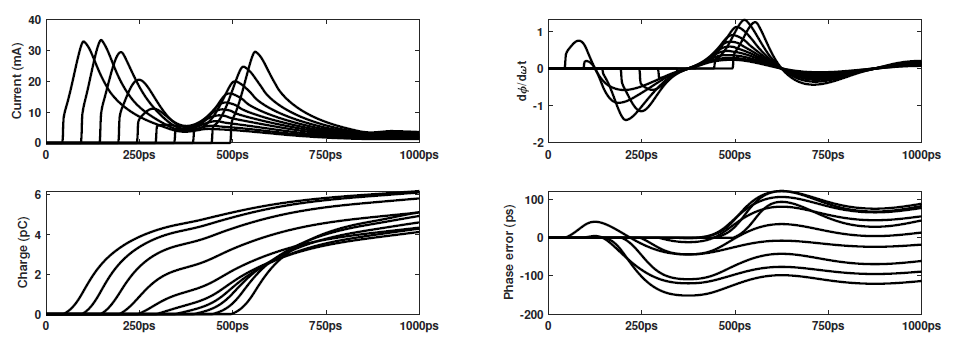 Current (mA)
40
30
20
10
0
0 250ps 500ps 750ps 1000ps
dϕ/dωt
1
0
-1
-2
0 250ps 500ps 750ps 1000ps
Charge (pC)
6
4
2
0
0 250ps 500ps 750ps 1000ps
Phase error (ps)
100
0
-100
-200
0 250ps 500ps 750ps 1000ps